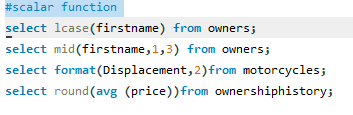 #scalar function
select lcase(firstname) from owners;
select mid(firstname,1,3) from owners;
select format(Displacement,2)from motorcycles;
select round(avg (price))from ownershiphistory;